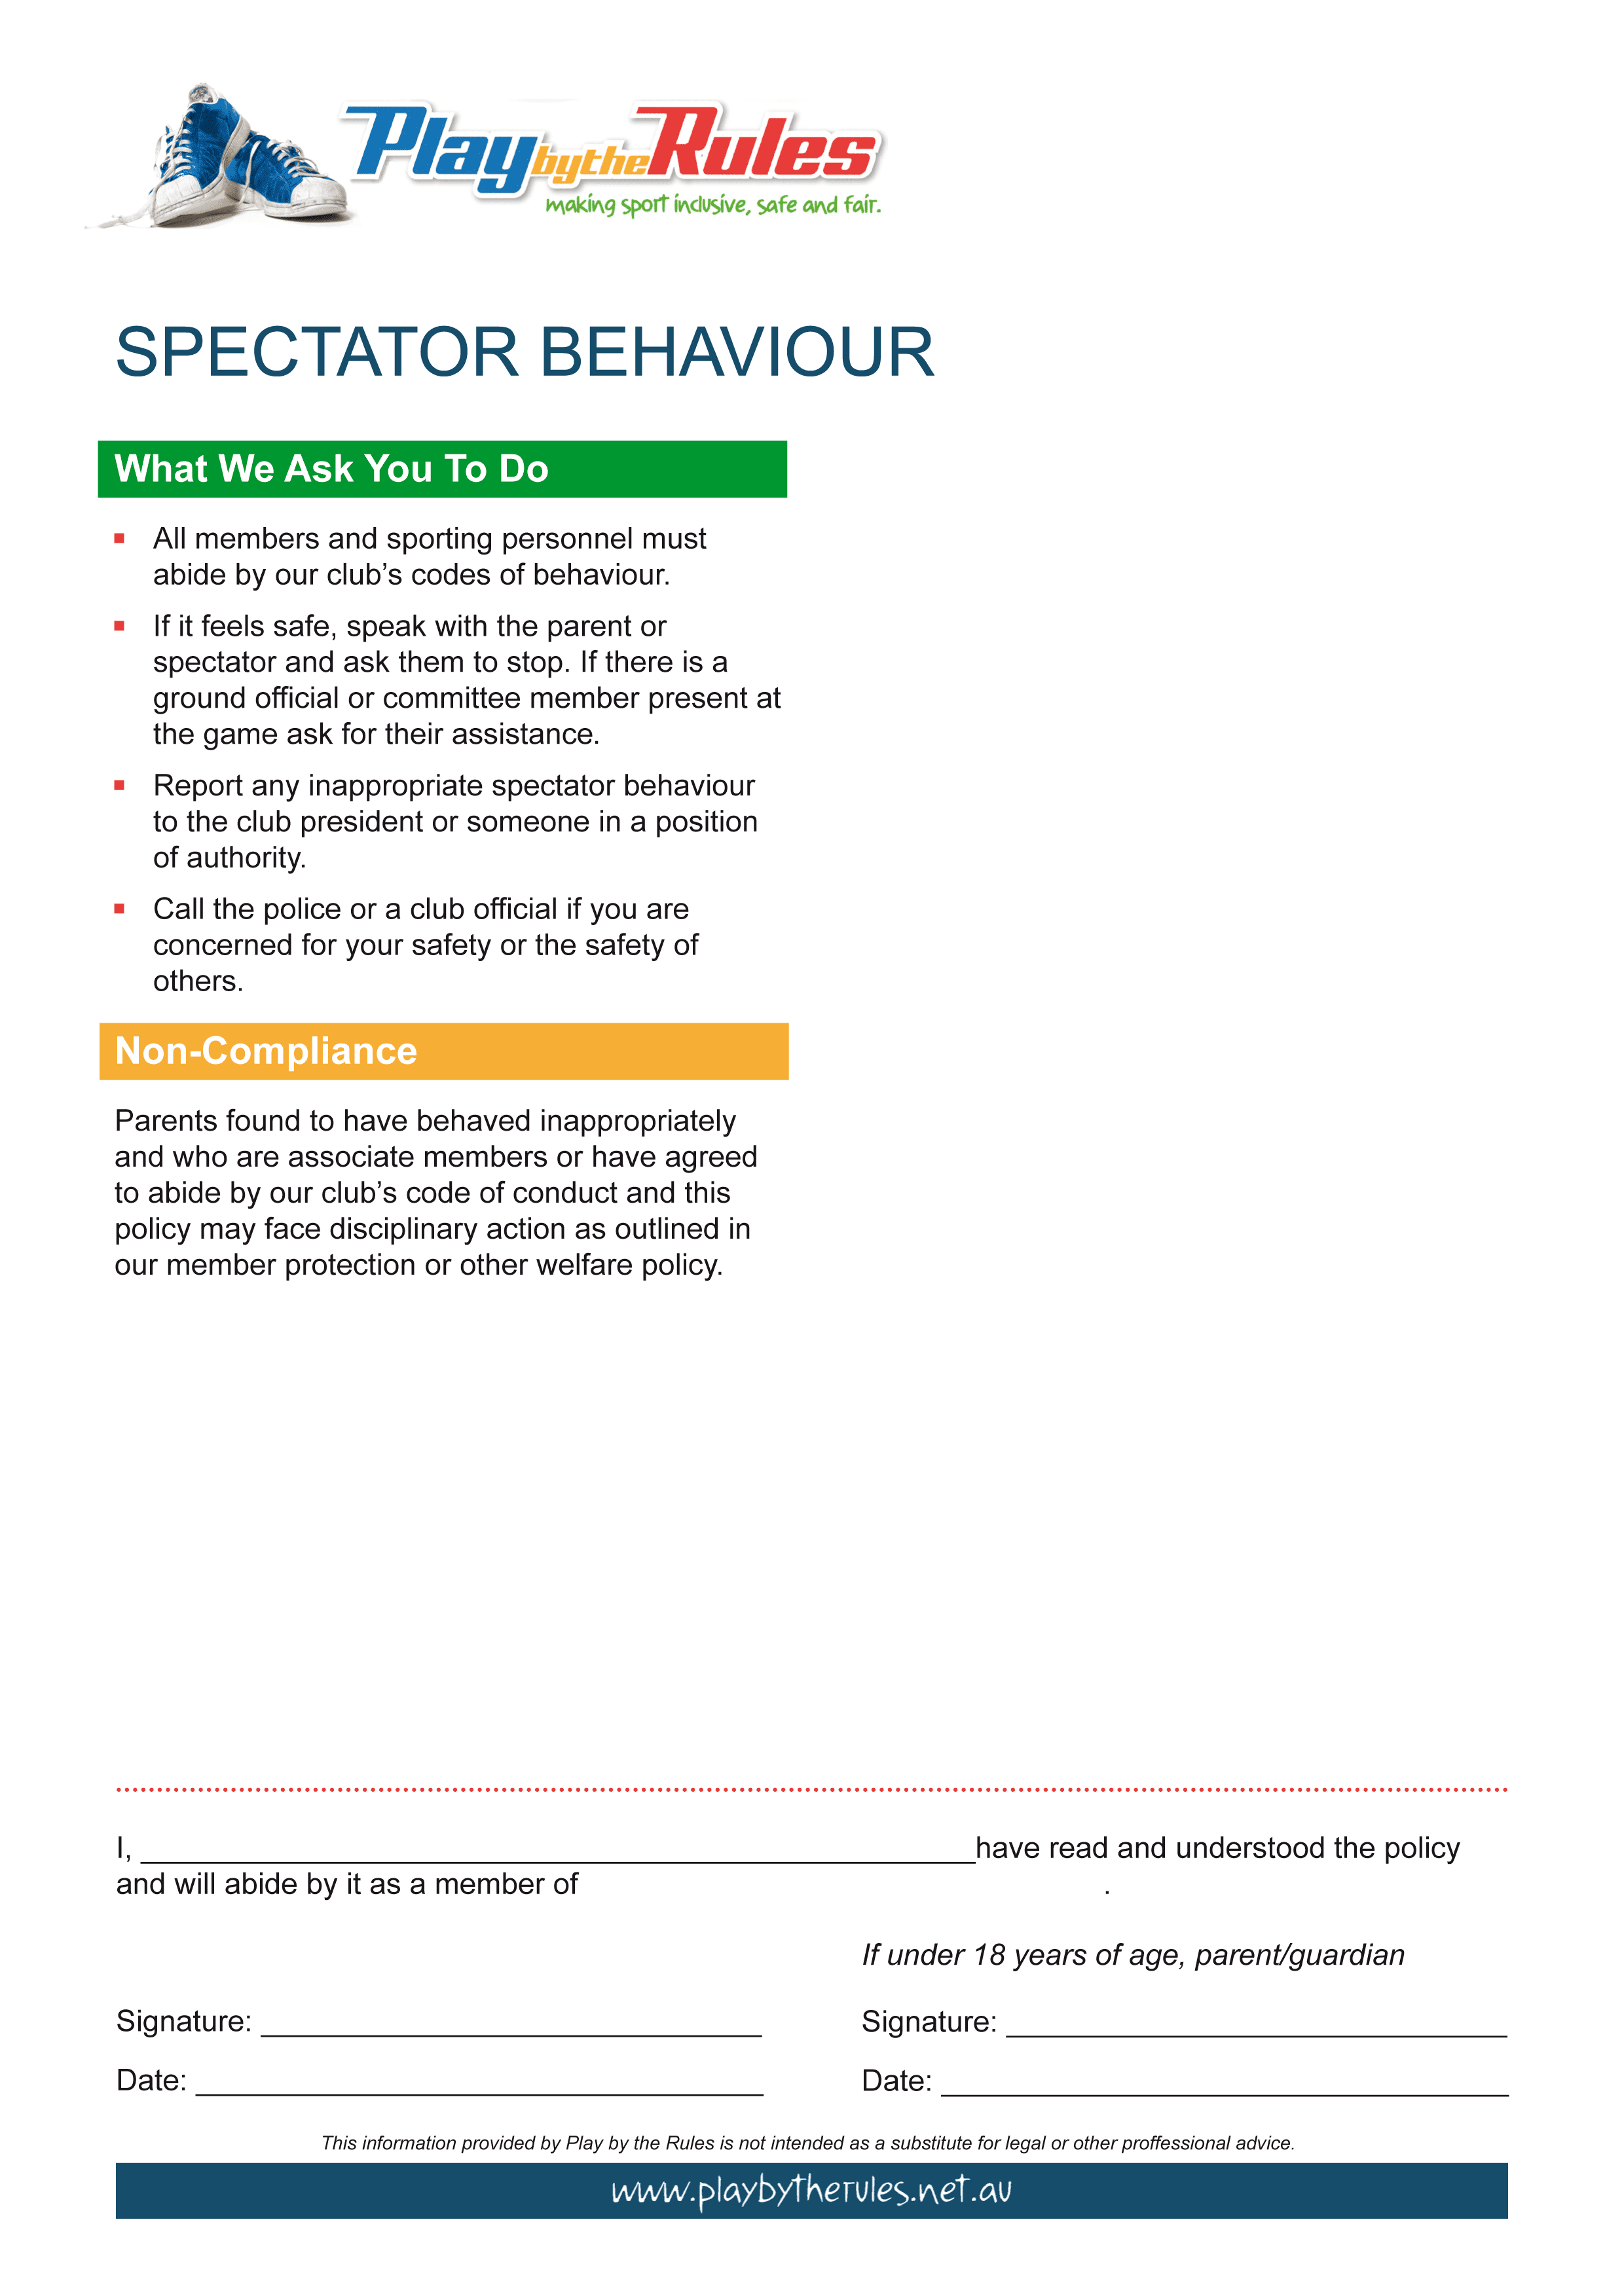 Play by the Rules
making sport inclusive, safe and fair.
SPECTATOR BEHAVIOUR
What We Ask You To Do
▪ All members and sporting personnel must
abide by our club’s codes of behaviour.
▪ If it feels safe, speak with the parent or
spectator and ask them to stop. If there is a
ground official or committee member present at
the game ask for their assistance.
▪ Report any inappropriate spectator behaviour
to the club president or someone in a position
of authority.
▪ Call the police or a club official if you are
concerned for your safety or the safety of
others.
Non-Compliance
Parents found to have behaved inappropriately
and who are associate members or have agreed
to abide by our club’s code of conduct and this
policy may face disciplinary action as outlined in
our member protection or other welfare policy.
I, ____________________have read and understood the policy
and will abide by it as a member of .
If under 18 years of age, parent/guardian
Signature: ____________________ Signature: ____________________
Date: ____________________ Date: ____________________
This information provided by Play by the Rules is not intended as a substitute for legal or other proffessional advice.
www.playbytherules.net.au